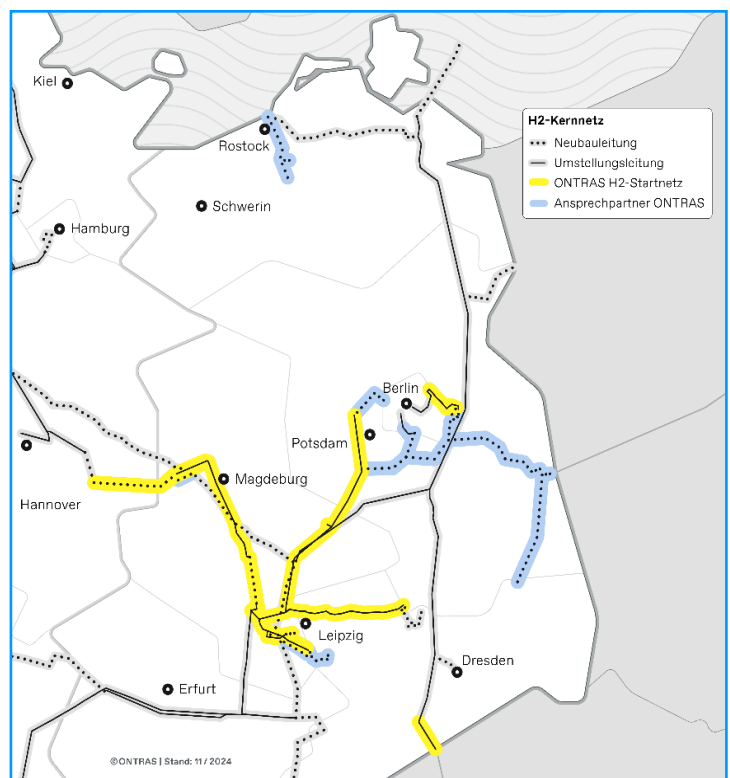 Kiel
H2-Kernnetz
Neubauleitung
Umstellungsleitung
ONTRAS H2-Startnetz
Ansprechpartner ONTRAS
Rostock
Schwerin
Hamburg
Berlin
Potsdam
Magdeburg
Hannover
Leipzig
Dresden
Erfurt
©ONTRAS | Stand: 11/2024